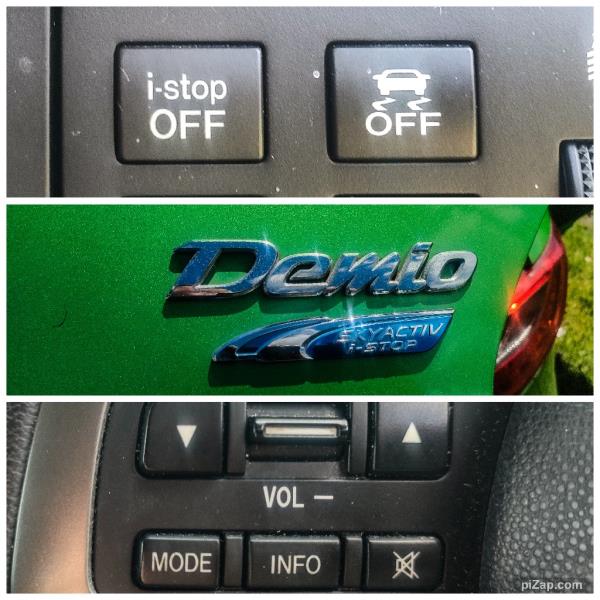 i-stop
OFF
OFF
Demio
SKYACTIV
i-STOP
VOL –
MODE
INFO
piZap.com